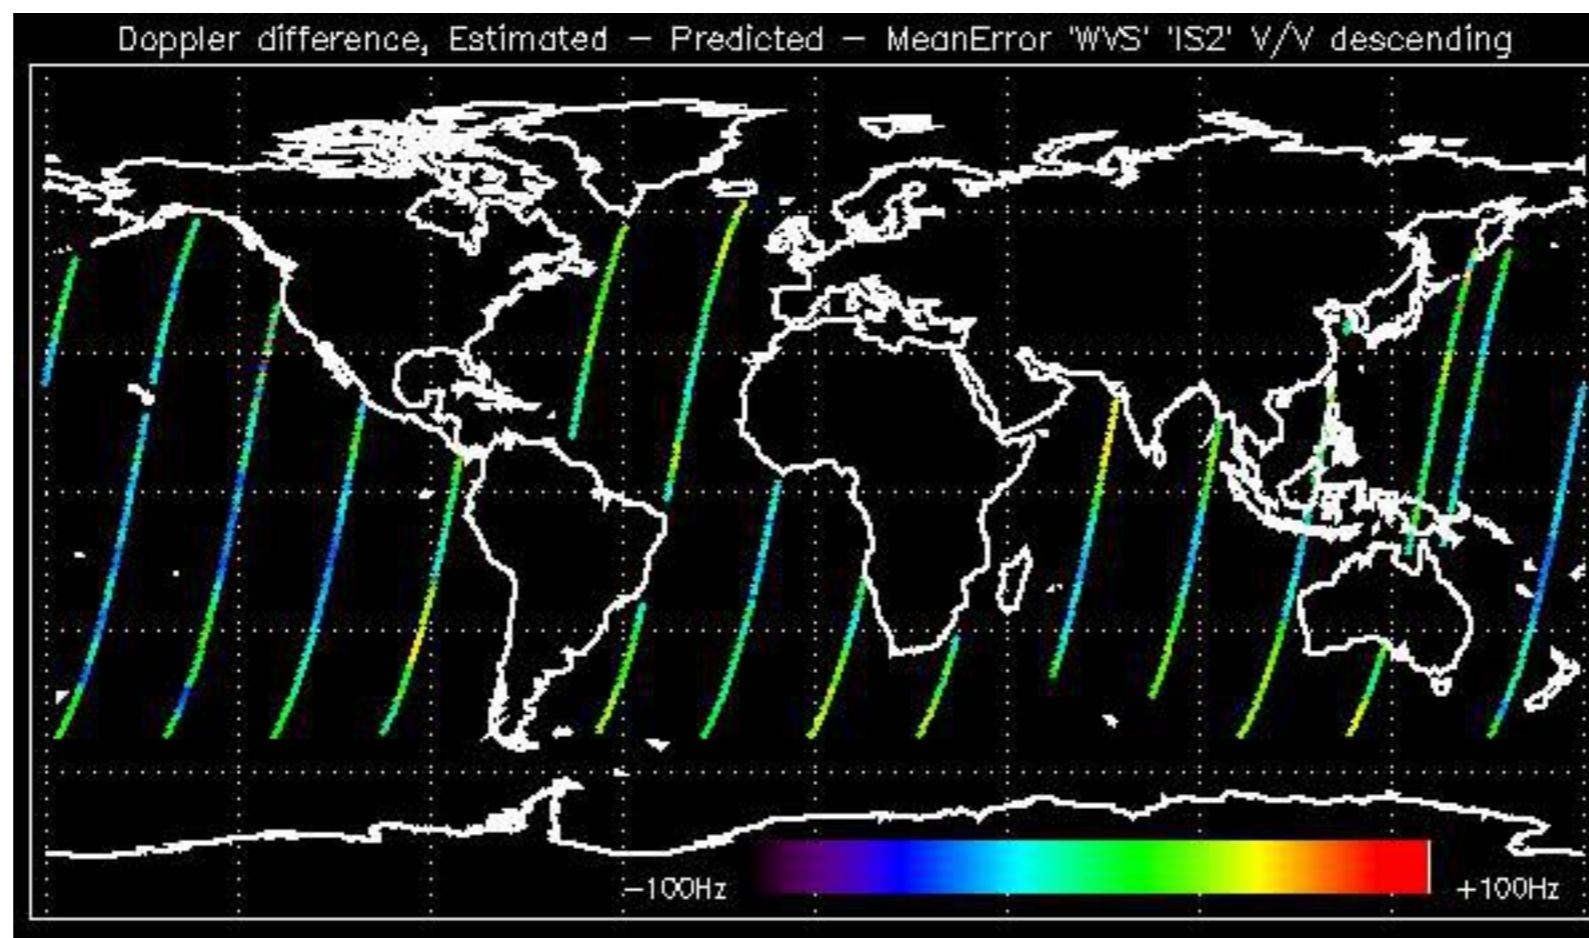 Doppler difference, Estimated – Predicted – MeanError 'WVS' 'IS2' V/V descending
–100Hz +100Hz